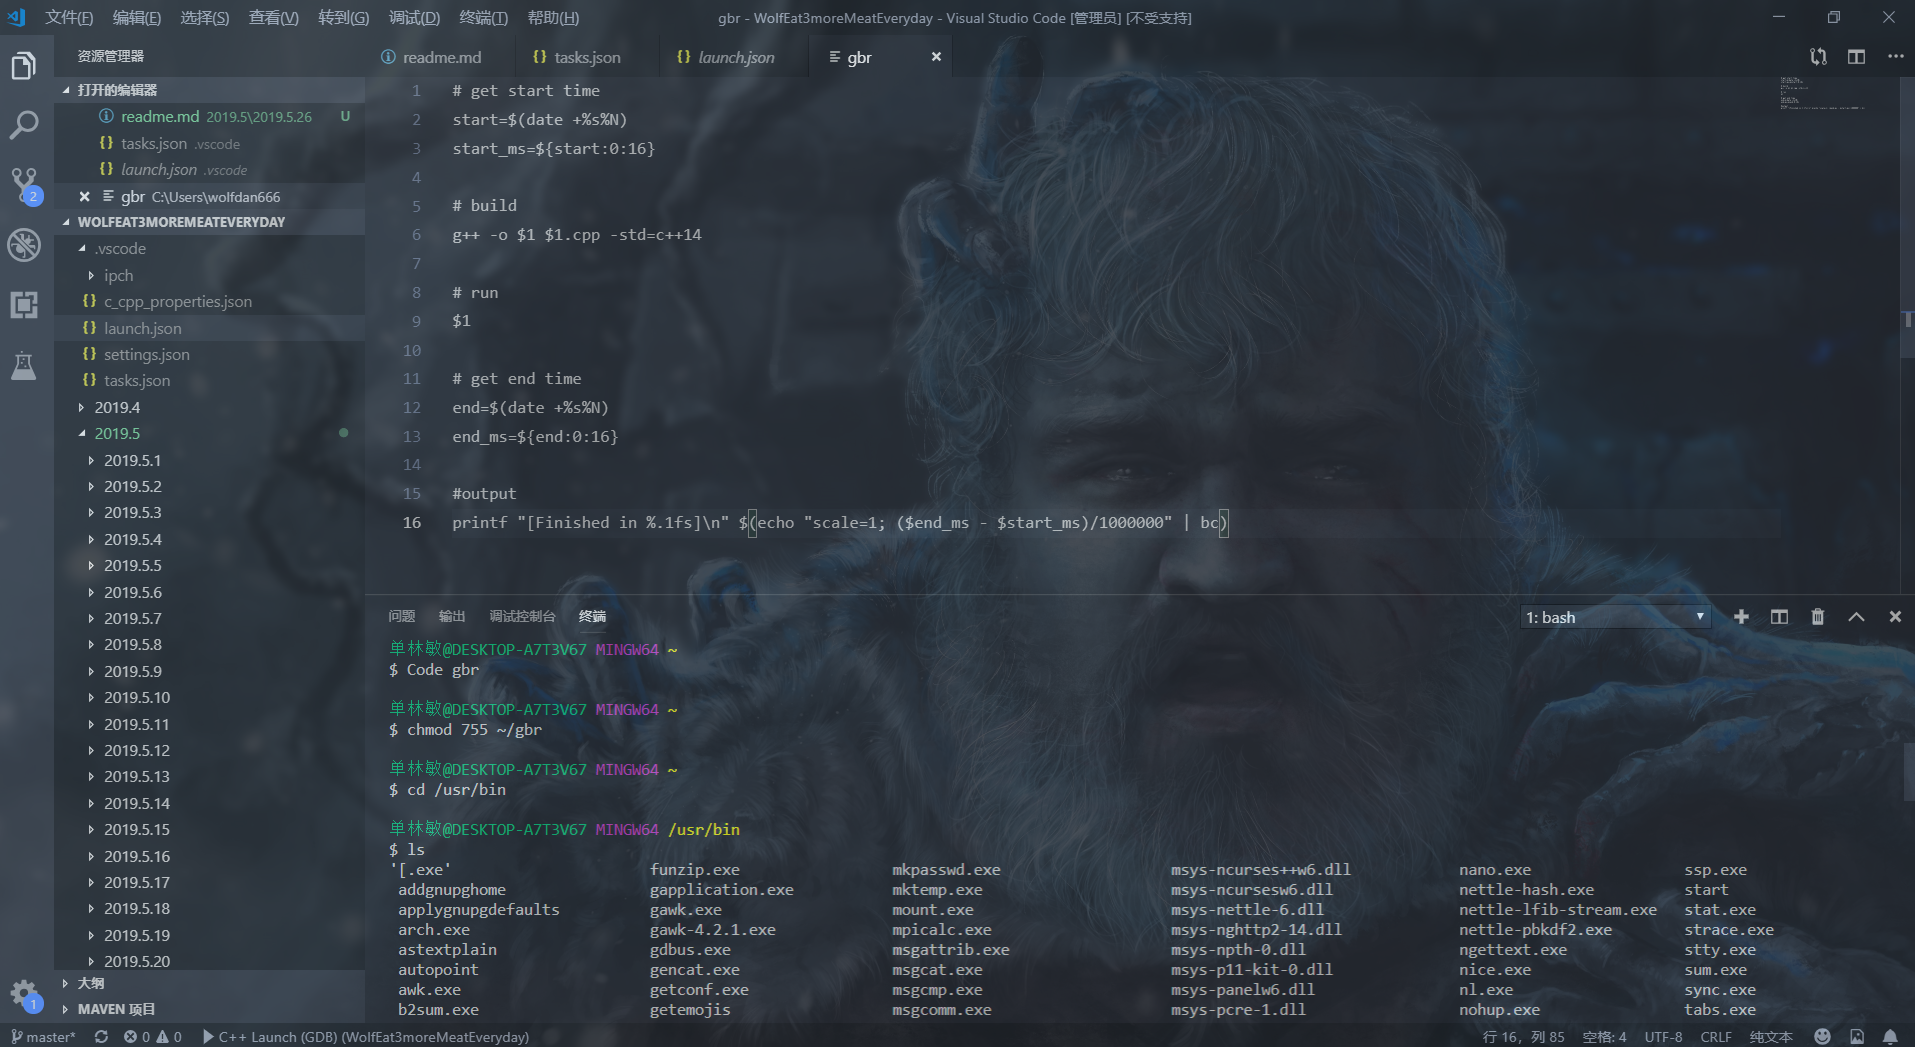 文件(F) 编辑(E) 选择(S) 查看(V) 转到(G) 调试(D) 终端(T) 帮助(H) gbr - WolfEat3moreMeatEveryday - Visual Studio Code [管理员] [不受支持]
资源管理器
打开的编辑器
readme.md 2019.5\2019.5.26 U
tasks.json .vscode
launch.json .vscode
gbr C:\Users\wolfdan666
WOLFEAT3MOREMEATEVERYDAY
.vscode
ipch
c_cpp_properties.json
launch.json
settings.json
tasks.json
2019.4
2019.5
2019.5.1
2019.5.2
2019.5.3
2019.5.4
2019.5.5
2019.5.6
2019.5.7
2019.5.8
2019.5.9
2019.5.10
2019.5.11
2019.5.12
2019.5.13
2019.5.14
2019.5.15
2019.5.16
2019.5.17
2019.5.18
2019.5.19
2019.5.20
大纲
MAVEN 项目
2
1
readme.md tasks.json launch.json gbr
1 # get start time
2 start=$(date +%s%N)
3 start_ms=${start:0:16}
4
5 # build
6 g++ -o $1 $1.cpp -std=c++14
7
8 # run
9 $1
10
11 # get end time
12 end=$(date +%s%N)
13 end_ms=${end:0:16}
14
15 #output
16 printf "[Finished in %.1fs]\n" $(echo "scale=1; ($end_ms - $start_ms)/1000000" | bc)
问题 输出 调试控制台 终端 1: bash
单林敏@DESKTOP-A7T3V67 MINGW64 ~
$ Code gbr
单林敏@DESKTOP-A7T3V67 MINGW64 ~
$ chmod 755 ~/gbr
单林敏@DESKTOP-A7T3V67 MINGW64 ~
$ cd /usr/bin
单林敏@DESKTOP-A7T3V67 MINGW64 /usr/bin
$ ls
'[.exe' funzip.exe mkpasswd.exe msys-ncurses++w6.dll nano.exe ssp.exe
addgnupghome gapplication.exe mktemp.exe msys-ncursesw6.dll nettle-hash.exe start
applygnupgdefaults gawk.exe mount.exe msys-nettle-6.dll nettle-lfib-stream.exe stat.exe
arch.exe gawk-4.2.1.exe mpicalc.exe msys-nghttp2-14.dll nettle-pbkdf2.exe strace.exe
astextplain gdbus.exe msgattrib.exe msys-npth-0.dll ngettext.exe stty.exe
autopoint gencat.exe msgcat.exe msys-p11-kit-0.dll nice.exe sum.exe
awk.exe getconf.exe msgcmp.exe msys-panelw6.dll nl.exe sync.exe
b2sum.exe getemojis msgcomm.exe msys-pcre-1.dll nohup.exe tabs.exe
master* 0 0 C++ Launch (GDB) (WolfEat3moreMeatEveryday) 行 16，列 85 空格: 4 UTF-8 CRLF 纯文本